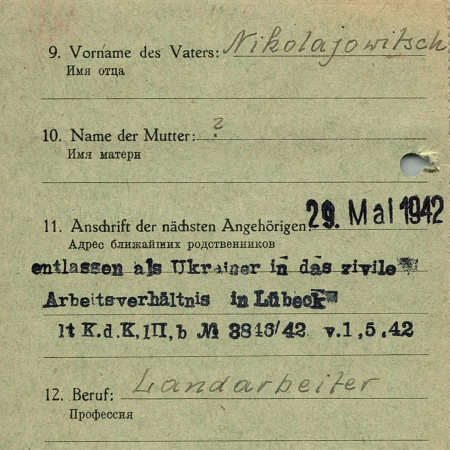 9. Vorname des Vaters: Nikolajowitsch
Имя отца
10. Name der Mutter: ?
Имя матери
11. Anschrift der nächsten Angehörigen: 29. Mai 1942
Адрес ближайших родственников
entlassen als Ukrainer in das zivile
Arbeitsverhältnis in Lübeck
lt K.d.K, III, b № 3846/42 v.1,5.42
12. Beruf: Landarbeiter
Профессия